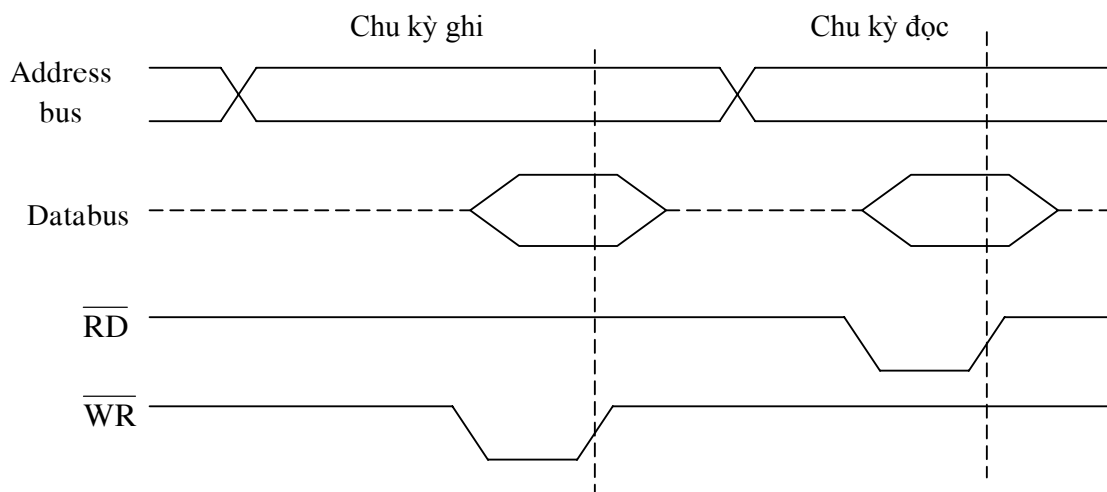 Chu kỳ ghi
Chu kỳ đọc
Address
bus
Databus
RD
WR